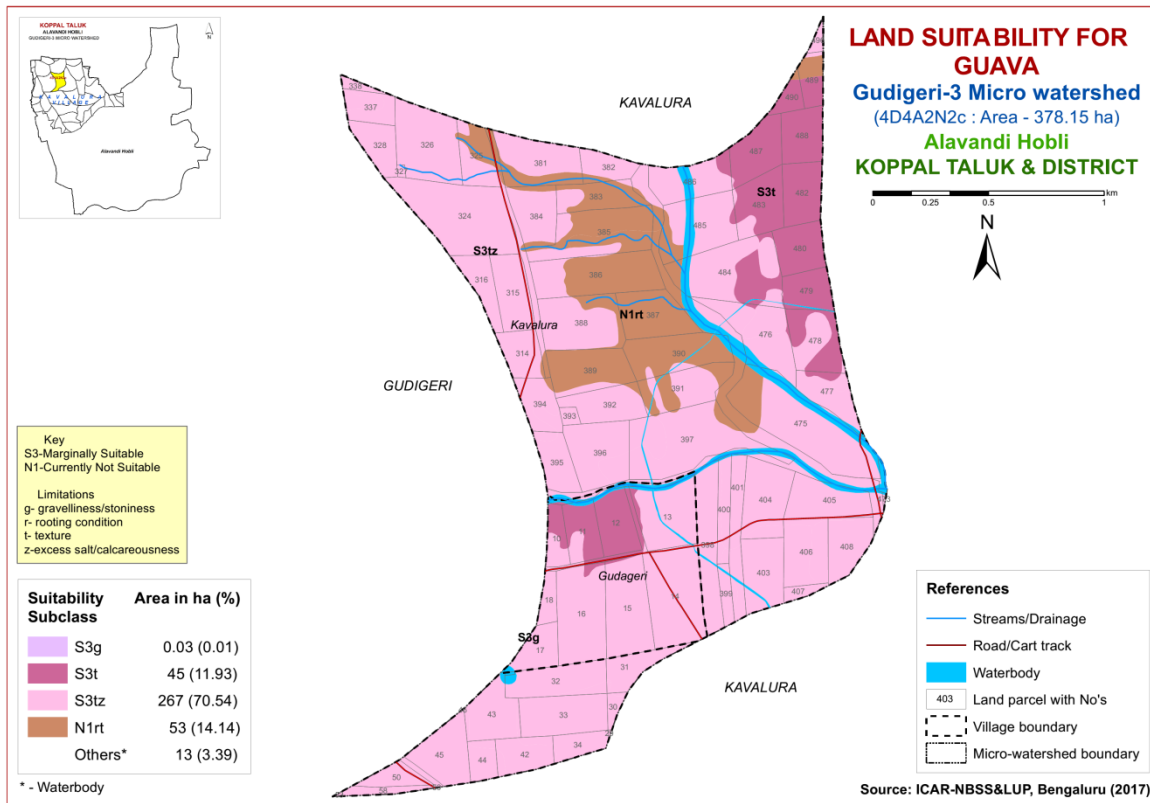 KOPPAL TALUK
ALAVANDI HOBLI
GUDIGERI-3 MICRO WATERSHED
N
KAVALURA
VILLAGE
Alavandi Hobli
LAND SUITABILITY FOR
GUAVA
Gudigeri-3 Micro watershed
(4D4A2N2c : Area - 378.15 ha)
Alavandi Hobli
KOPPAL TALUK & DISTRICT
0 0.25 0.5 1 km
N
KAVALURA
338
337
328
326
327
381
382
324
384
383
385
316
315
386
387
388
314
389
390
391
392
393
394
395
396
397
489
490
488
487
482
483
485
484
480
479
476
478
477
475
S3t
S3tz
N1rt
Kavalura
GUDIGERI
401
400
404
405
10
11
12
13
398
399
403
406
407
408
Gudageri
18
16
15
14
17
S3g
31
32
43
33
30
45
44
42
34
50
58
KAVALURA
Key
S3-Marginally Suitable
N1-Currently Not Suitable
Limitations
g- gravelliness/stoniness
r- rooting condition
t- texture
z-excess salt/calcareousness
Suitability Subclass Area in ha (%)
S3g 0.03 (0.01)
S3t 45 (11.93)
S3tz 267 (70.54)
N1rt 53 (14.14)
Others* 13 (3.39)
* - Waterbody
References
Streams/Drainage
Road/Cart track
Waterbody
403 Land parcel with No's
Village boundary
Micro-watershed boundary
Source: ICAR-NBSS&LUP, Bengaluru (2017)